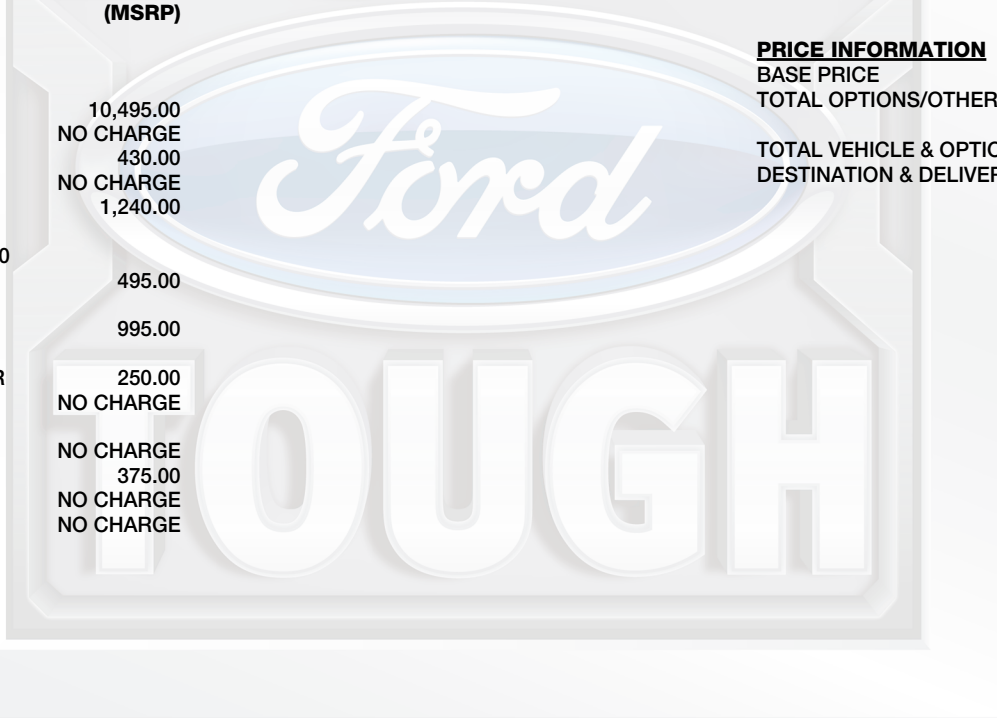 (MSRP)
10,495.00
NO CHARGE
430.00
NO CHARGE
1,240.00
0
495.00
995.00
R 250.00
NO CHARGE
NO CHARGE
375.00
NO CHARGE
NO CHARGE
PRICE INFORMATION
BASE PRICE
TOTAL OPTIONS/OTHER
TOTAL VEHICLE & OPTIO
DESTINATION & DELIVER
Ford
TOUGH